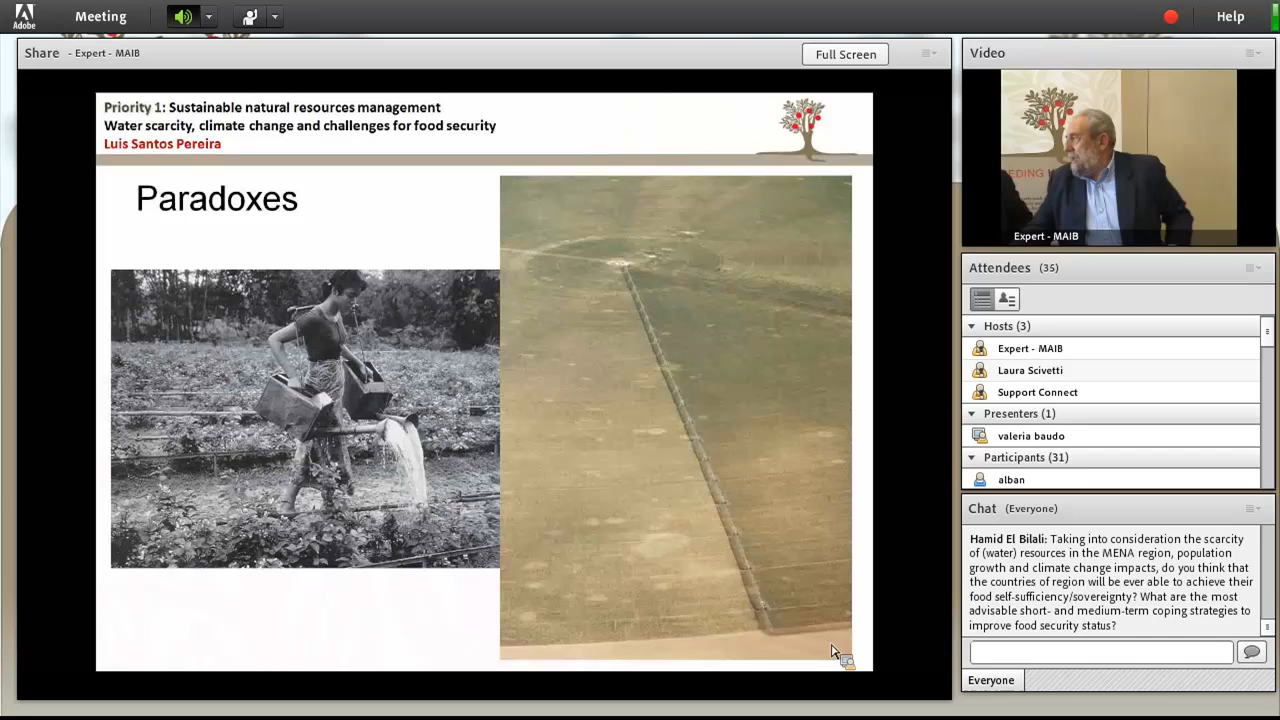 Adobe
Meeting
Help
Share - Expert - MAIB
Full Screen
Priority 1: Sustainable natural resources management
Water scarcity, climate change and challenges for food security
Luis Santos Pereira
Paradoxes
Video
EDING
Expert - MAIB
Attendees (35)
Hosts (3)
Expert - MAIB
Laura Scivetti
Support Connect
Presenters (1)
valeria baudo
Participants (31)
alban
Chat (Everyone)
Hamid El Bilali: Taking into consideration the scarcity
of (water) resources in the MENA region, population
growth and climate change impacts, do you think that
the countries of region will be ever able to achieve their
food self-sufficiency/sovereignty? What are the most
advisable short- and medium-term coping strategies to
improve food security status?
Everyone